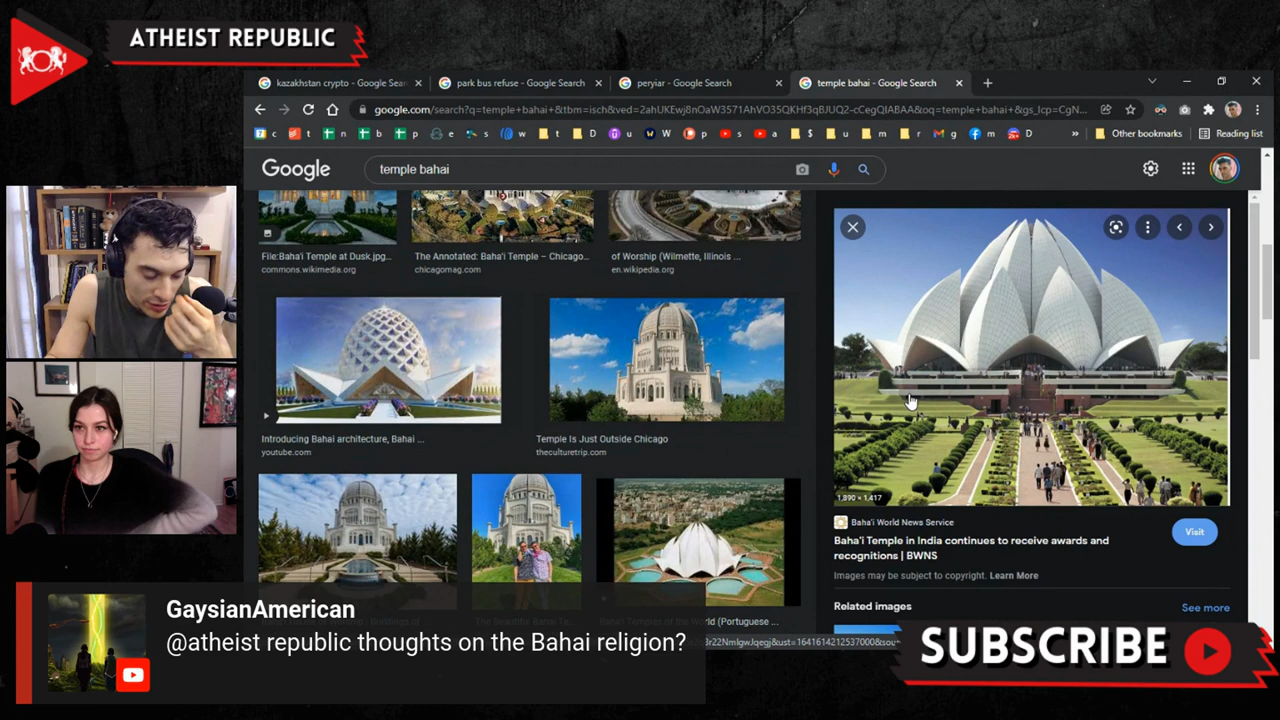 ATHEIST REPUBLIC
kazakhstan crypto - Google Sear
park bus refuse - Google Search
peryiar - Google Search
temple bahai - Google Search
Other bookmarks
Reading list
Google
temple bahai
File:Baha'i Temple at Dusk.jpg...
commons.wikimedia.org
The Annotated: Baha'i Temple – Chicago...
chicagomag.com
of Worship (Wilmette, Illinois ...
en.wikipedia.org
Introducing Bahai architecture, Bahai ...
youtube.com
Temple Is Just Outside Chicago
theculturetrip.com
1,890 × 1,417
Baha'i World News Service
Visit
Baha'i Temple in India continues to receive awards and
recognitions | BWNS
Images may be subject to copyright. Learn More
Related images
See more
GaysianAmerican
@atheist republic thoughts on the Bahai religion?
SUBSCRIBE